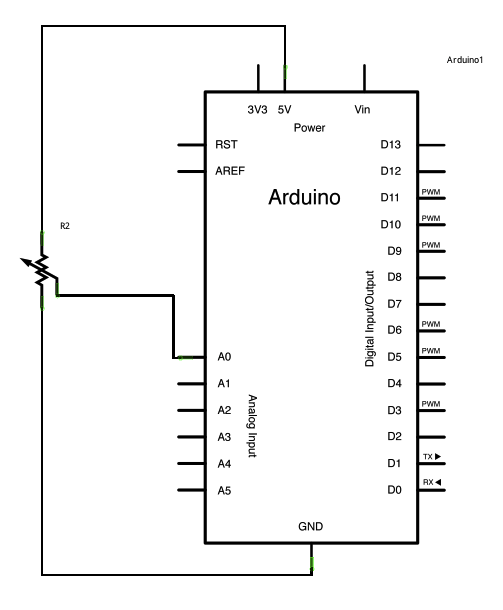 Arduino1
3V3 5V Vin
Power
RST D13
AREF D12
Arduino
D11 PWM
D10 PWM
R2
D9 PWM
D8
D7
Digital Input/Output
D6 PWM
A0 D5 PWM
A1 D4
A2 D3 PWM
Analog Input
A3 D2
A4 D1 TX ▶
A5 D0 RX ◀
GND